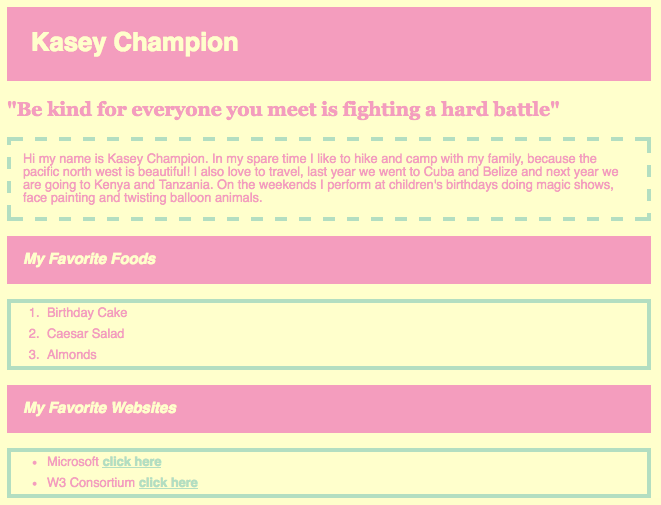 Kasey Champion
"Be kind for everyone you meet is fighting a hard battle"
Hi my name is Kasey Champion. In my spare time I like to hike and camp with my family, because the
pacific north west is beautiful! I also love to travel, last year we went to Cuba and Belize and next year we
are going to Kenya and Tanzania. On the weekends I perform at children's birthdays doing magic shows,
face painting and twisting balloon animals.
My Favorite Foods
1. Birthday Cake
2. Caesar Salad
3. Almonds
My Favorite Websites
• Microsoft click here
• W3 Consortium click here